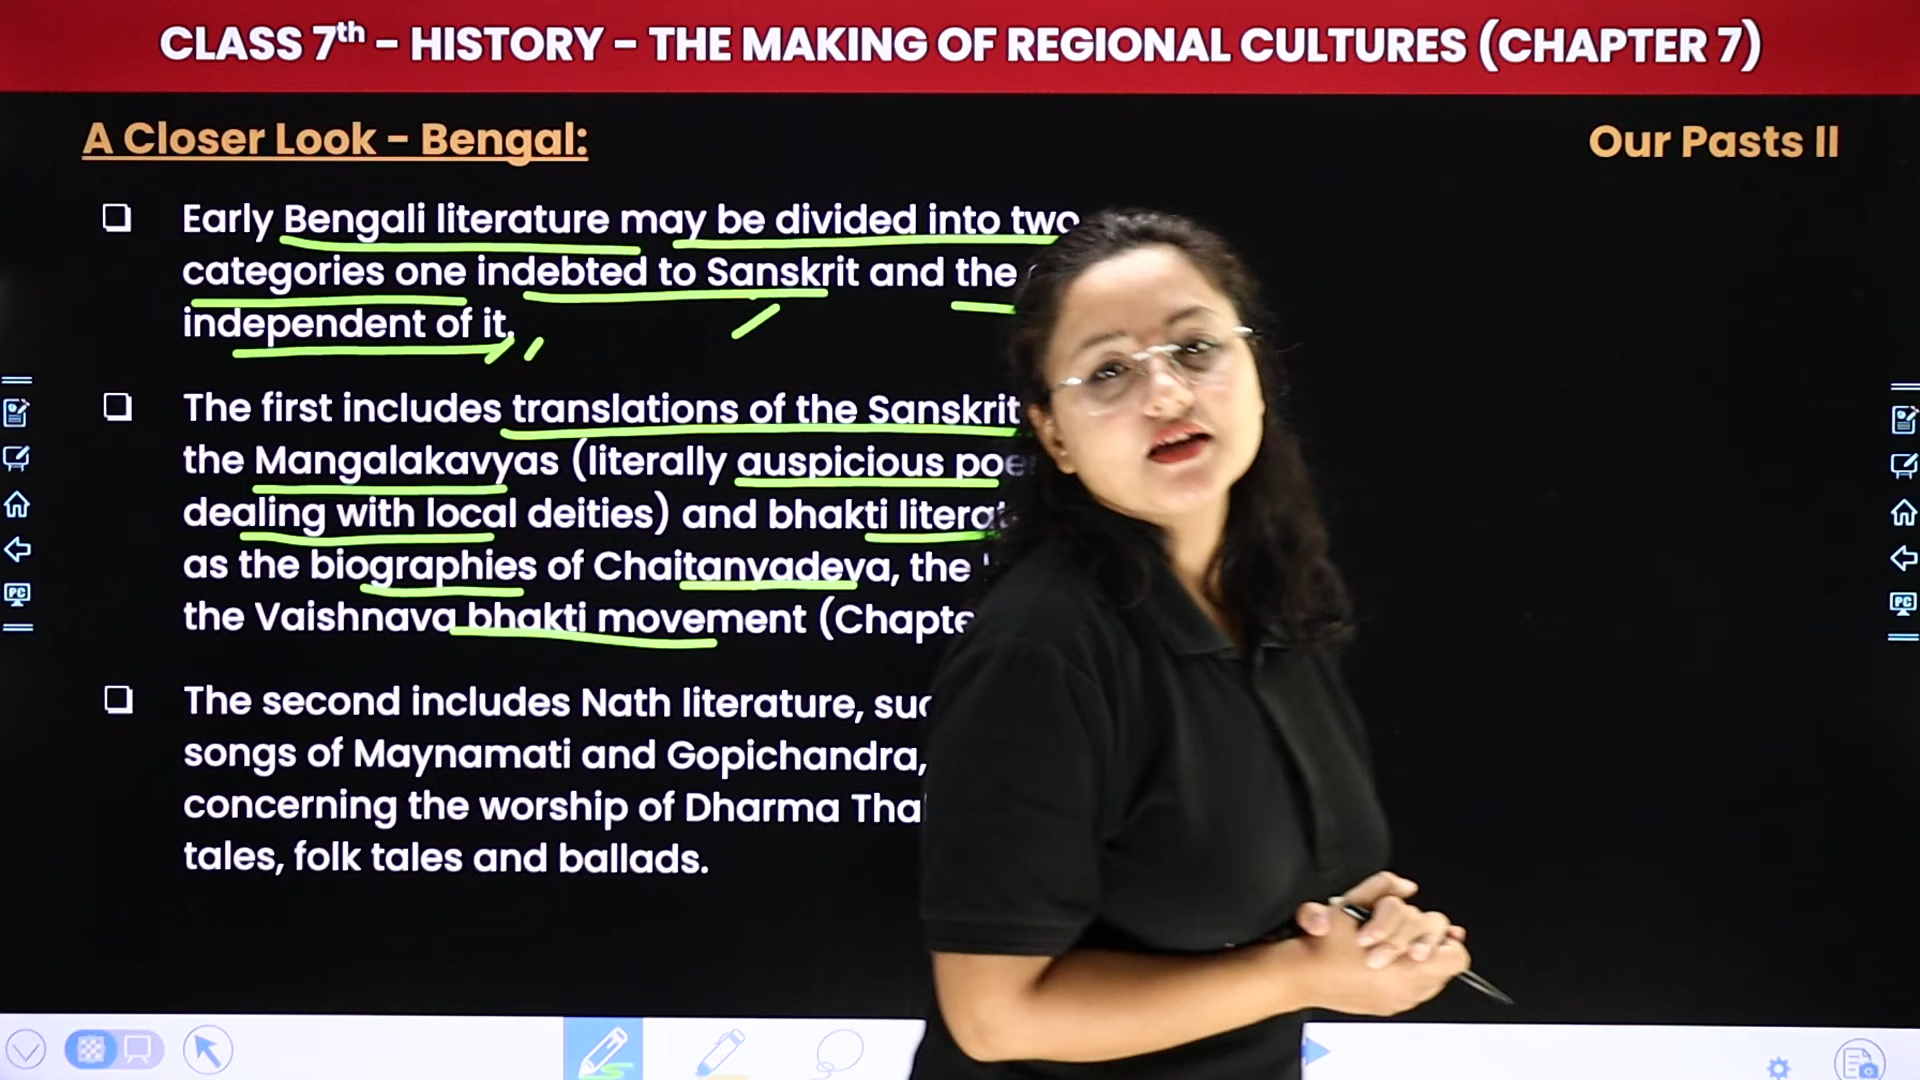 CLASS 7th - HISTORY - THE MAKING OF REGIONAL CULTURES (CHAPTER 7)
A Closer Look - Bengal:
Our Pasts II
Early Bengali literature may be divided into two
categories one indebted to Sanskrit and the
independent of it.
The first includes translations of the Sanskrit
the Mangalakavyas (literally auspicious
dealing with local deities) and bhakti
as the biographies of Chaitanyadeva, the
the Vaishnava bhakti movement
The second includes Nath literature,
songs of Maynamati and Gopichandra,
concerning the worship of Dharma
tales, folk tales and ballads.
PC
PC